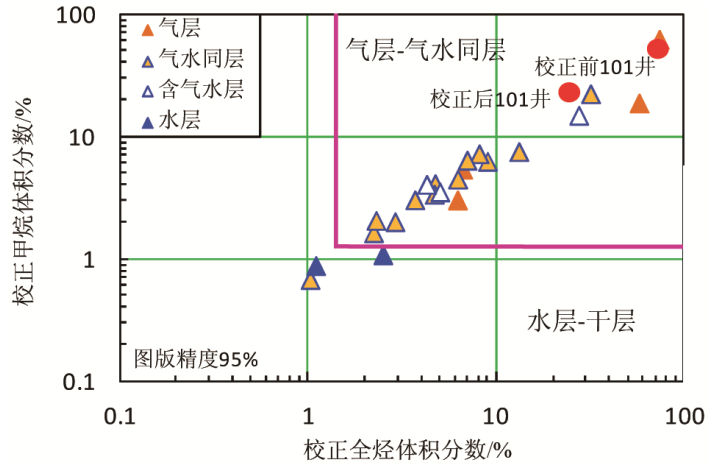 100
气层
气水同层
含气水层
水层
气层-气水同层
校正前101井
校正后101井
10
校正甲烷体积分数/%
1
水层-干层
图版精度95%
0.1
0.1
1
10
100
校正全烃体积分数/%